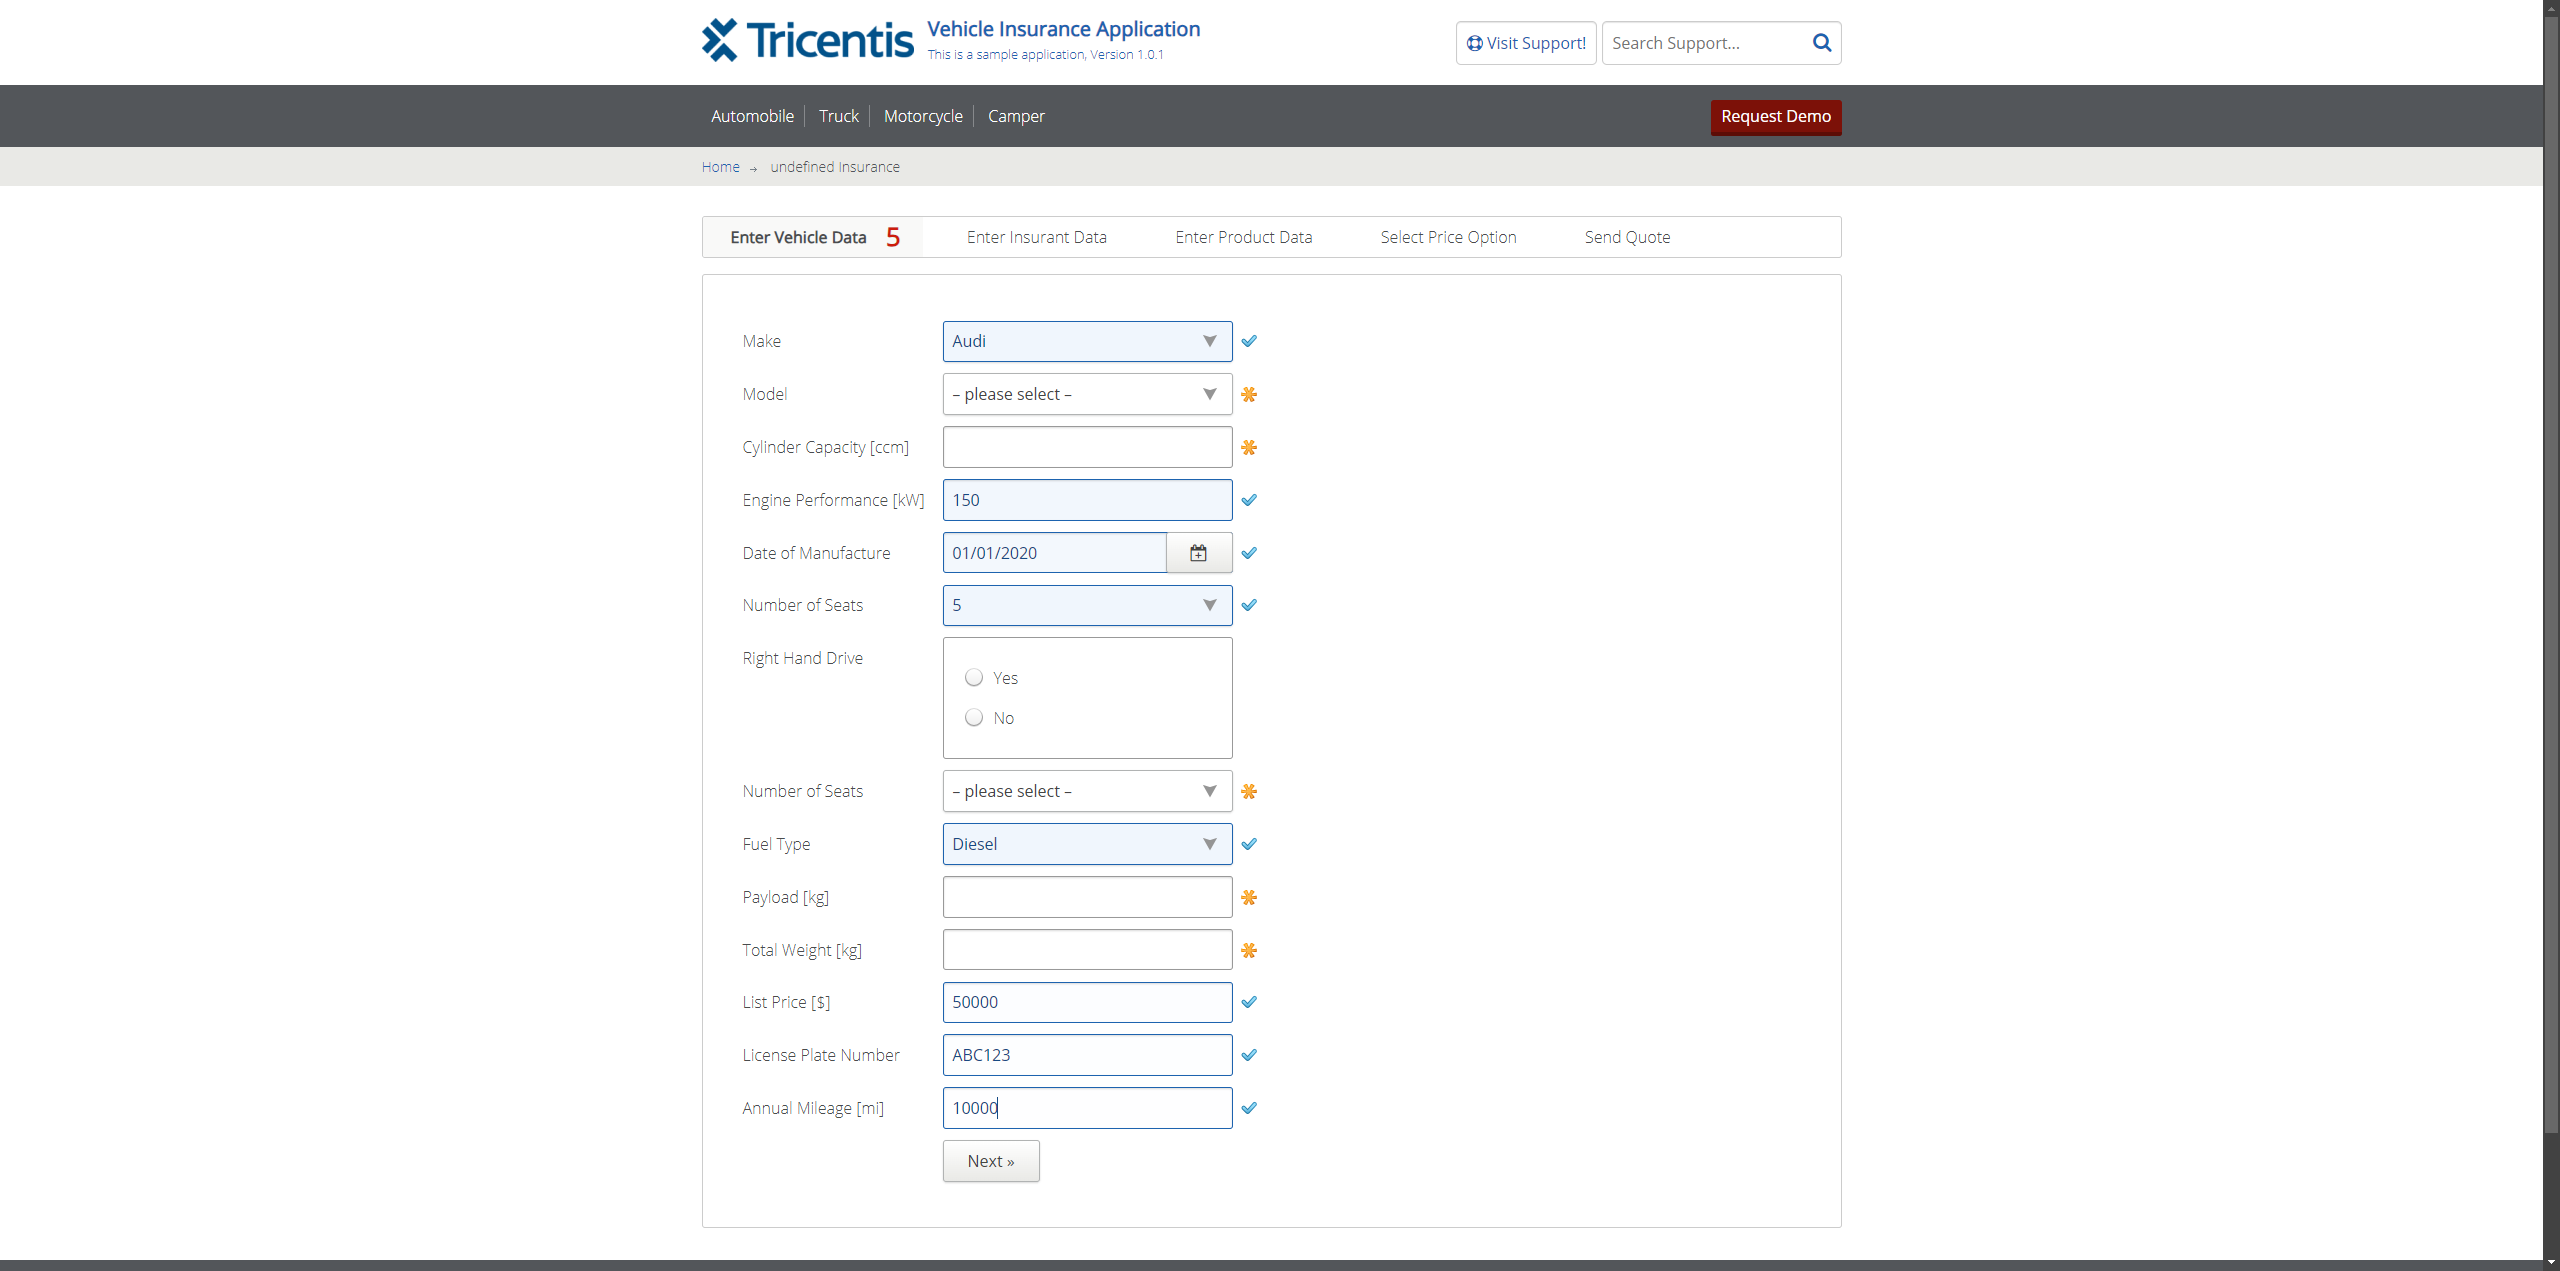 Tricentis
Vehicle Insurance Application
This is a sample application, Version 1.0.1
Visit Support!
Search Support...
Automobile
Truck
Motorcycle
Camper
Request Demo
Home → undefined Insurance
Enter Vehicle Data 5
Enter Insurant Data
Enter Product Data
Select Price Option
Send Quote
Make
Audi
Model
– please select –
Cylinder Capacity [ccm]
Engine Performance [kW]
150
Date of Manufacture
01/01/2020
Number of Seats
5
Right Hand Drive
Yes
No
Number of Seats
– please select –
Fuel Type
Diesel
Payload [kg]
Total Weight [kg]
List Price [$]
50000
License Plate Number
ABC123
Annual Mileage [mi]
10000
Next »